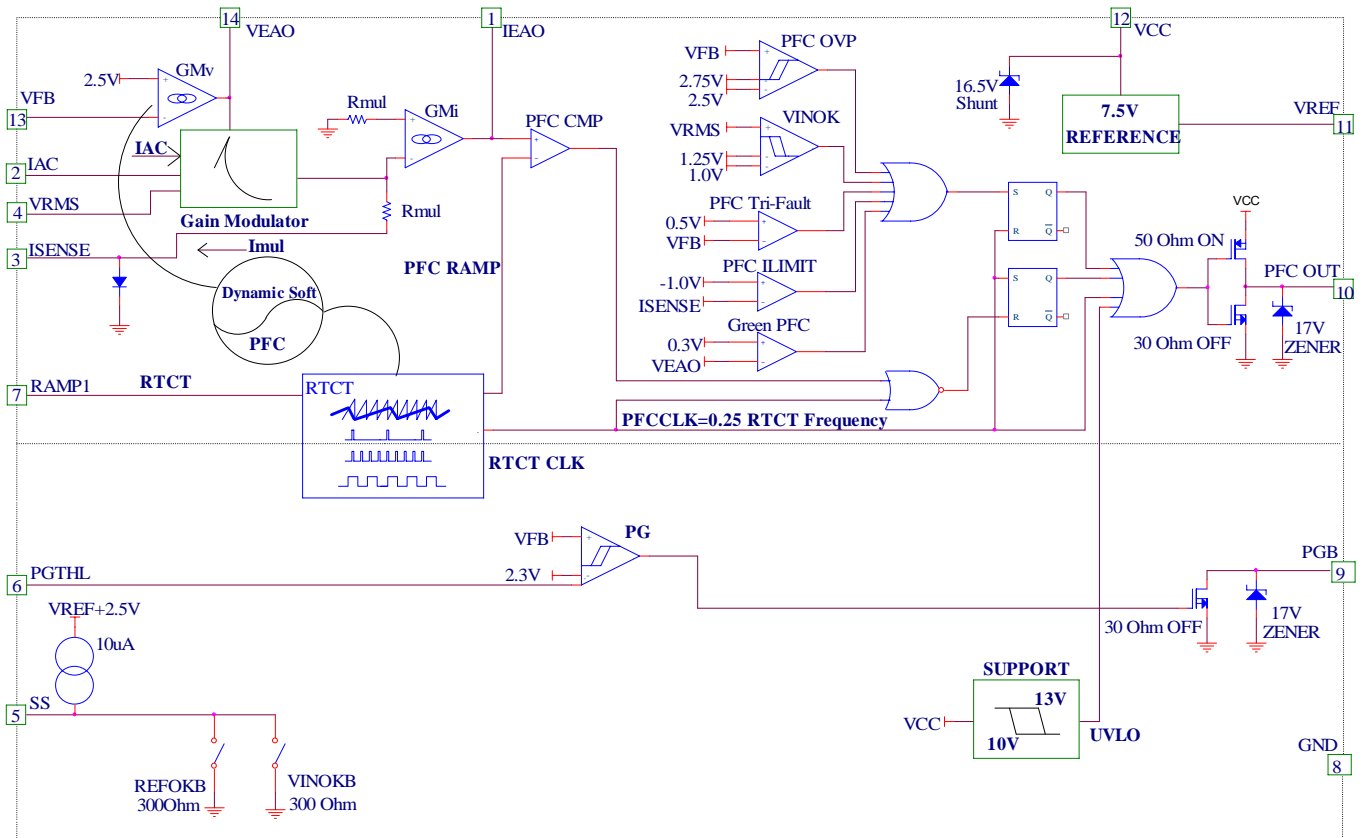 14
VEAO
1
IEAO
12
VCC
GMv
2.5V
+
-
VFB
13
IAC
IAC
2
VRMS
4
Gain Modulator
ISENSE
3
Imul
Rmul
GMi
+
-
Rmul
PFC CMP
+
-
PFC RAMP
Dynamic Soft
PFC
PFC OVP
VFB
+
2.75V
2.5V
-
VINOK
VRMS
+
1.25V
1.0V
-
PFC Tri-Fault
0.5V
+
VFB
-
PFC ILIMIT
-1.0V
+
ISENSE
-
Green PFC
0.3V
+
VEAO
-
16.5V
Shunt
7.5V
REFERENCE
VREF
11
S
Q
R
Q
S
Q
R
Q
VCC
50 Ohm ON
PFC OUT
10
30 Ohm OFF
17V
ZENER
RAMP1
7
RTCT
RTCT
-
PFCCLK=0.25 RTCT Frequency
RTCT CLK
VFB
+
PG
2.3V
-
PGTHL
6
PGB
9
30 Ohm OFF
17V
ZENER
VREF+2.5V
10uA
SS
5
REFOKB
300Ohm
VINOKB
300 Ohm
SUPPORT
13V
VCC
10V
UVLO
GND
8